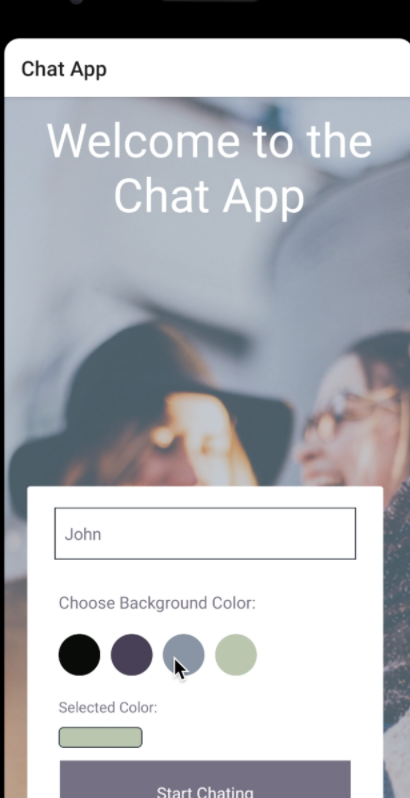 Chat App
Welcome to the
Chat App
John
Choose Background Color:
Selected Color:
Start Chating